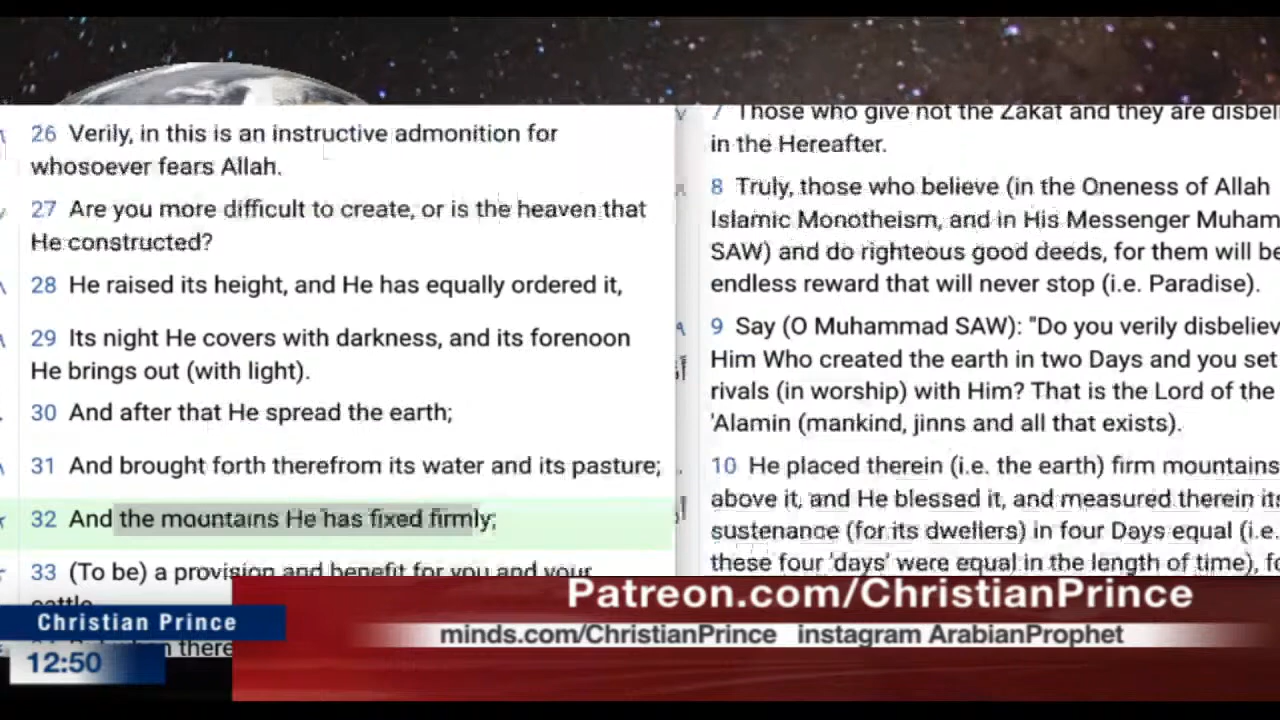 26 Verily, in this is an instructive admonition for
whosoever fears Allah.
27 Are you more difficult to create, or is the heaven that
He constructed?
28 He raised its height, and He has equally ordered it,
29 Its night He covers with darkness, and its forenoon
He brings out (with light).
30 And after that He spread the earth;
31 And brought forth therefrom its water and its pasture;
32 And the mountains He has fixed firmly;
33 (To be) a provision and benefit for you and your
cattle
there
7 Those who give not the Zakat and they are
in the Hereafter.
8 Truly, those who believe (in the Oneness of Allah
Islamic Monotheism, and in His Messenger
SAW) and do righteous good deeds, for them will be
endless reward that will never stop (i.e. Paradise).
9 Say (O Muhammad SAW): "Do you verily
Him Who created the earth in two Days and you set
rivals (in worship) with Him? That is the Lord of the
'Alamin (mankind, jinns and all that exists).
10 He placed therein (i.e. the earth) firm mountains
above it, and He blessed it, and measured therein its
sustenance (for its dwellers) in four Days equal (i.e.
these four 'days' were equal in the length of time),
Patreon.com/ChristianPrince
Christian Prince
minds.com/ChristianPrince instagram ArabianProphet
12:50